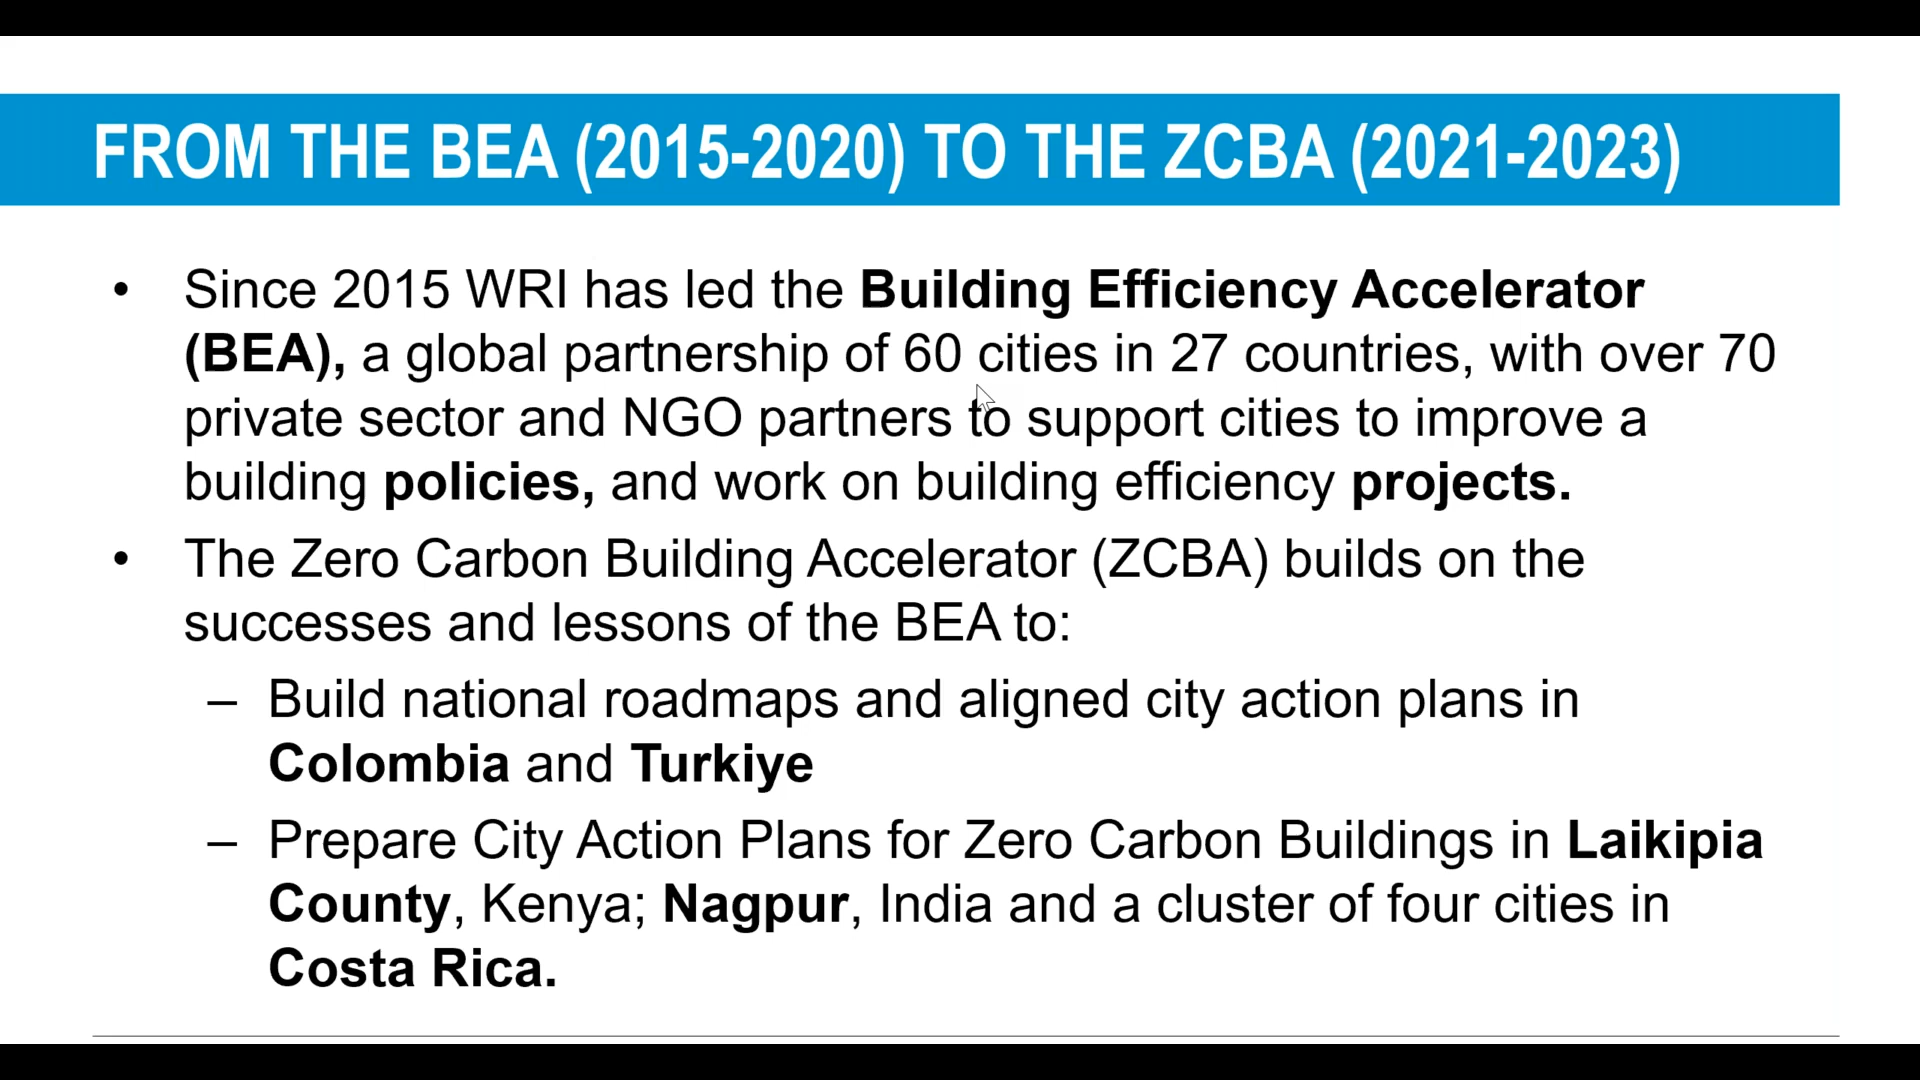 FROM THE BEA (2015-2020) TO THE ZCBA (2021-2023)
• Since 2015 WRI has led the Building Efficiency Accelerator
(BEA), a global partnership of 60 cities in 27 countries, with over 70
private sector and NGO partners to support cities to improve a
building policies, and work on building efficiency projects.
• The Zero Carbon Building Accelerator (ZCBA) builds on the
successes and lessons of the BEA to:
– Build national roadmaps and aligned city action plans in
Colombia and Turkiye
– Prepare City Action Plans for Zero Carbon Buildings in Laikipia
County, Kenya; Nagpur, India and a cluster of four cities in
Costa Rica.